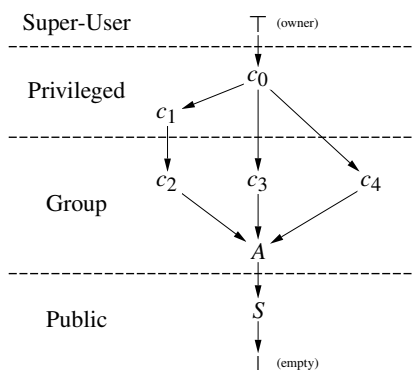 Super-User
⊤ (owner)
c0
Privileged
c1
c2 c3 c4
Group
A
S
Public
(empty)